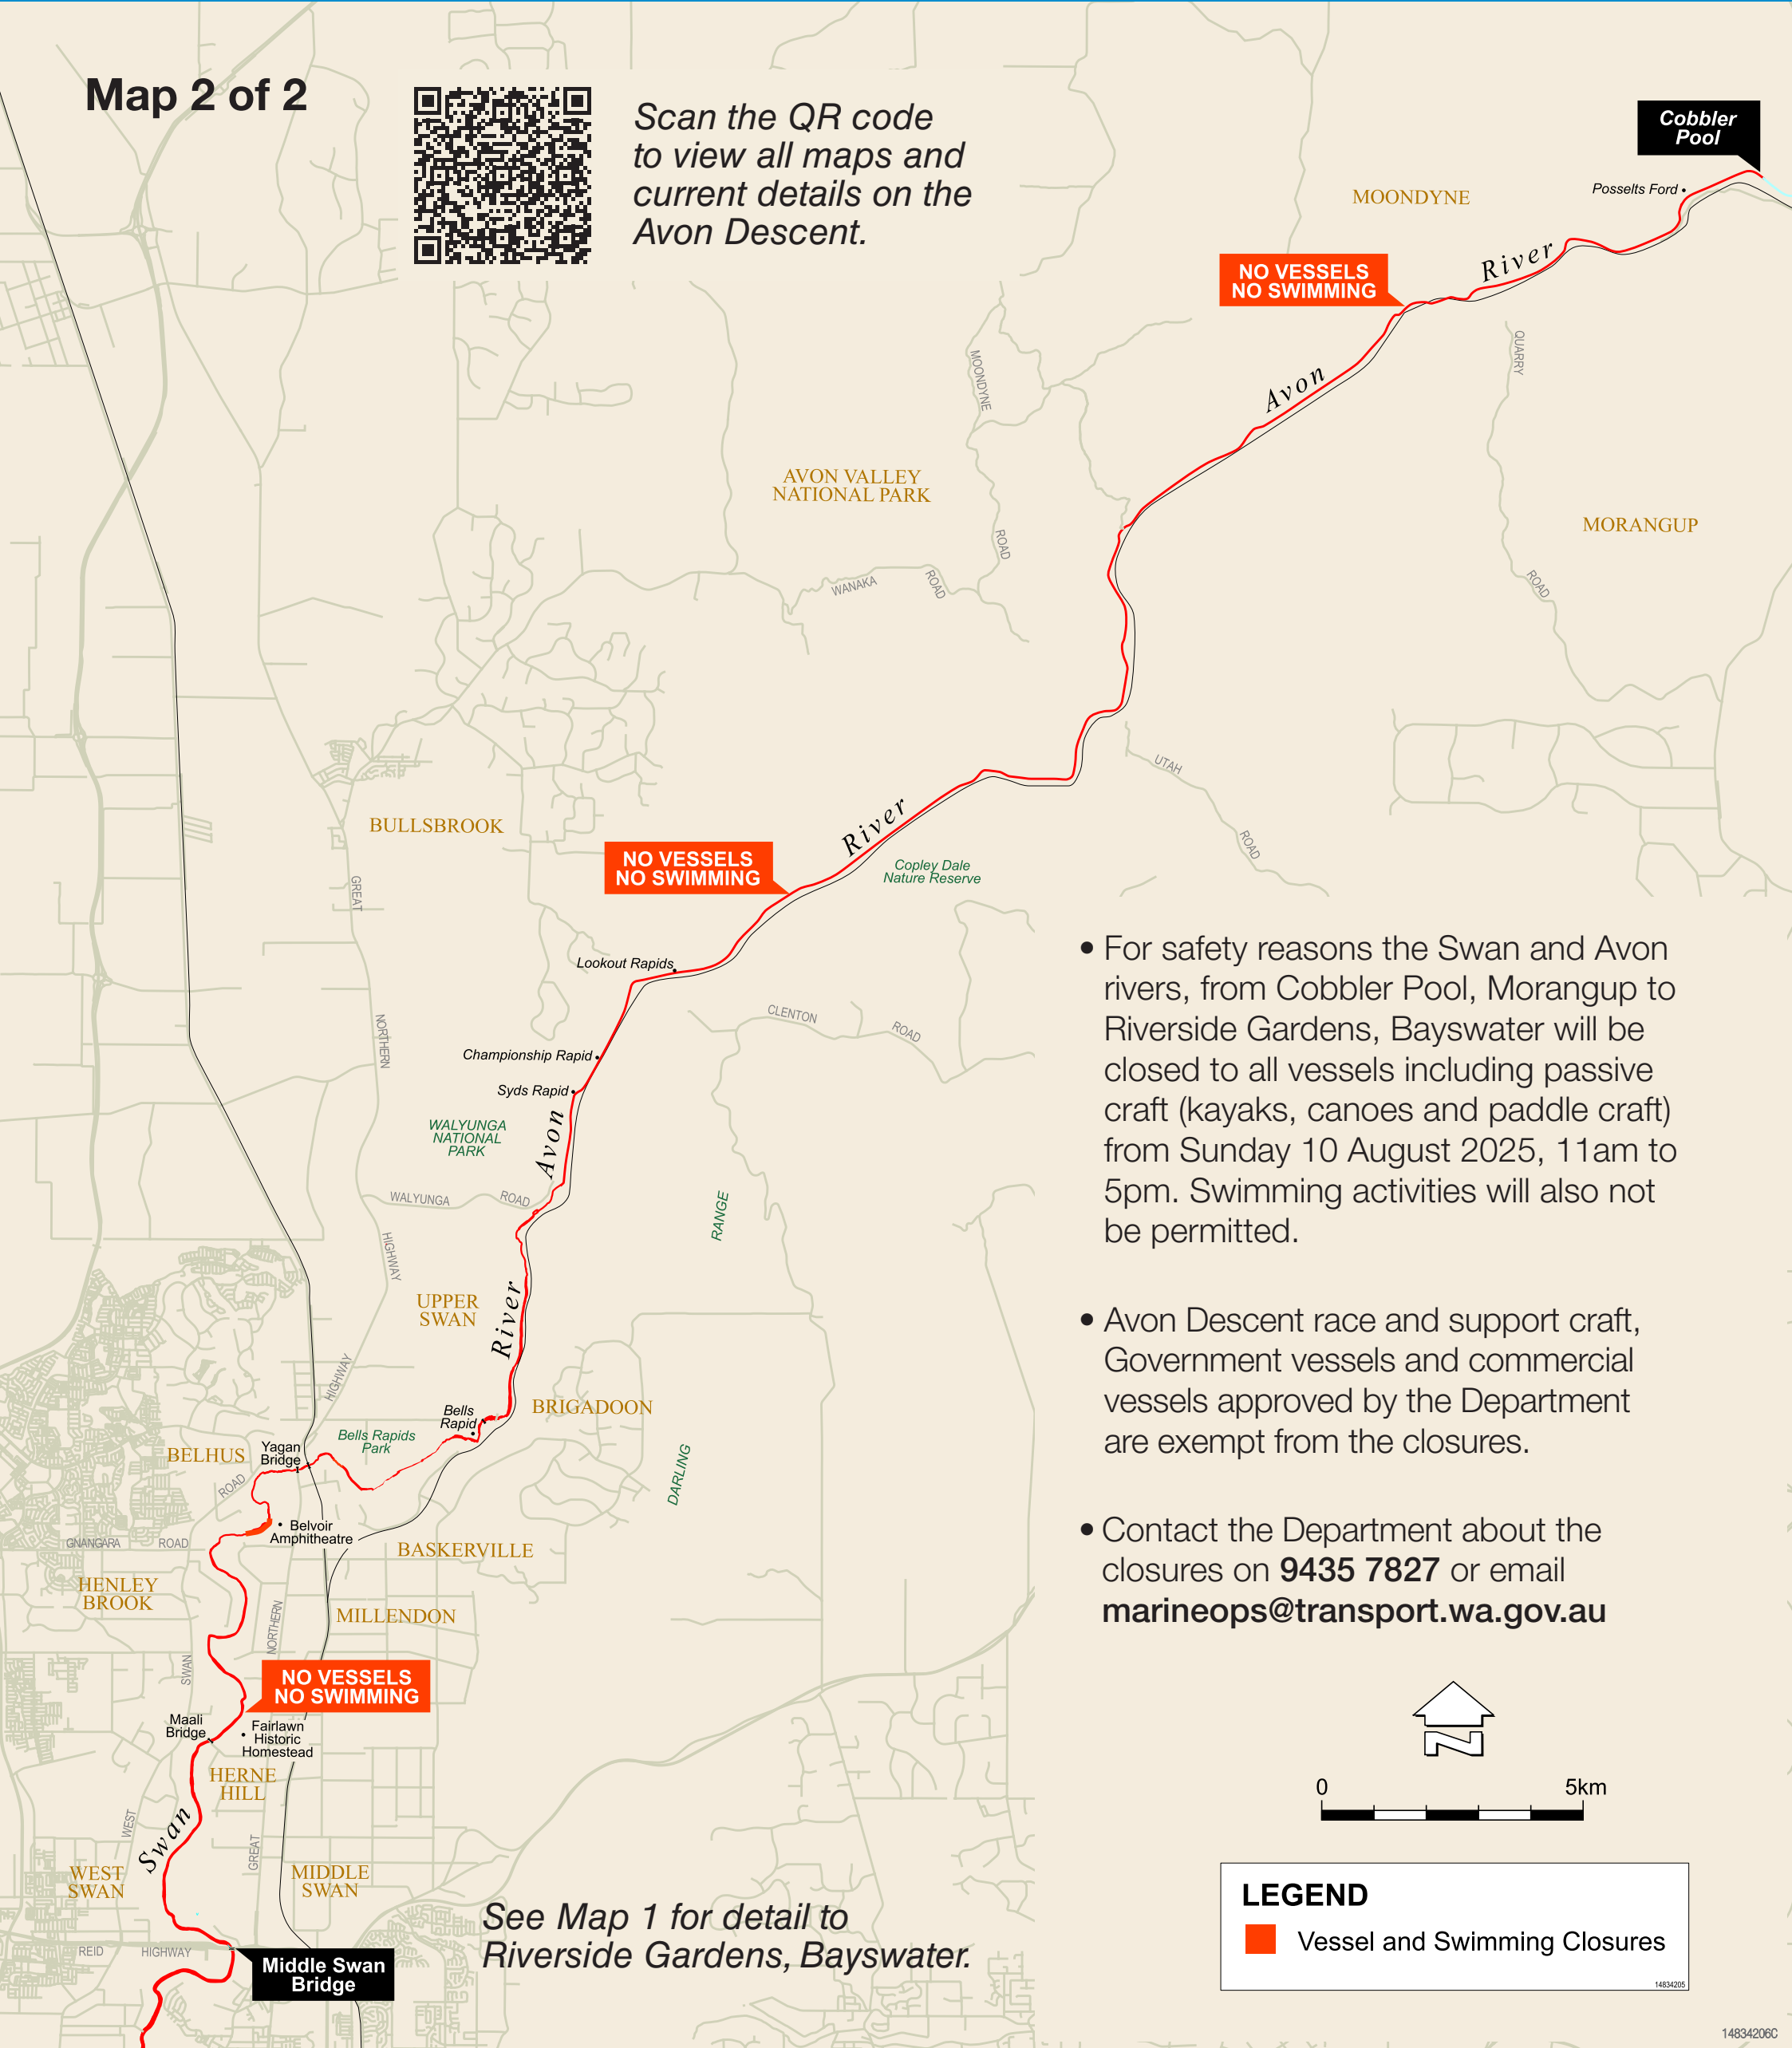 Map 2 of 2
Scan the QR code
to view all maps and
current details on the
Avon Descent.
Cobbler
Pool
Posselts Ford
MOONDYNE
River
NO VESSELS
NO SWIMMING
QUARRY
MOONDYNE
Avon
AVON VALLEY
NATIONAL PARK
MORANGUP
ROAD
WANAKA
ROAD
ROAD
UTAH
ROAD
BULLSBROOK
River
NO VESSELS
NO SWIMMING
Copley Dale
Nature Reserve
GREAT
Lookout Rapids
CLENTON
ROAD
NORTHERN
Championship Rapid
Syds Rapid
WALYUNGA
NATIONAL
PARK
Avon
WALYUNGA
ROAD
RANGE
HIGHWAY
UPPER
SWAN
River
HIGHWAY
BRIGADOON
Bells
Rapid
Bells Rapids
Park
BELHUS
Yagan
Bridge
ROAD
DARLING
Belvoir
Amphitheatre
GNANGARA
ROAD
BASKERVILLE
HENLEY
BROOK
NORTHERN
MILLENDON
SWAN
NO VESSELS
NO SWIMMING
Maali
Bridge
Fairlawn
Historic
Homestead
HERNE
HILL
WEST
Swan
GREAT
WEST
SWAN
MIDDLE
SWAN
REID
HIGHWAY
Middle Swan
Bridge
See Map 1 for detail to
Riverside Gardens, Bayswater.
• For safety reasons the Swan and Avon
rivers, from Cobbler Pool, Morangup to
Riverside Gardens, Bayswater will be
closed to all vessels including passive
craft (kayaks, canoes and paddle craft)
from Sunday 10 August 2025, 11am to
5pm. Swimming activities will also not
be permitted.
• Avon Descent race and support craft,
Government vessels and commercial
vessels approved by the Department
are exempt from the closures.
• Contact the Department about the
closures on 9435 7827 or email
marineops@transport.wa.gov.au
N
0 5km
LEGEND
Vessel and Swimming Closures
14834205
14834206C